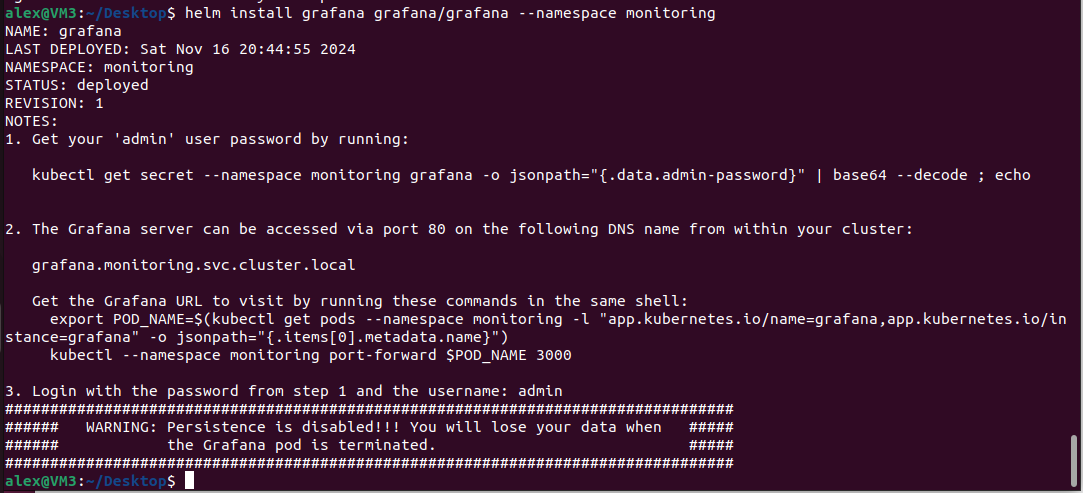 alex@VM3:~/Desktop$ helm install grafana grafana/grafana --namespace monitoring
NAME: grafana
LAST DEPLOYED: Sat Nov 16 20:44:55 2024
NAMESPACE: monitoring
STATUS: deployed
REVISION: 1
NOTES:
1. Get your 'admin' user password by running:

   kubectl get secret --namespace monitoring grafana -o jsonpath="{.data.admin-password}" | base64 --decode ; echo


2. The Grafana server can be accessed via port 80 on the following DNS name from within your cluster:

   grafana.monitoring.svc.cluster.local

   Get the Grafana URL to visit by running these commands in the same shell:
     export POD_NAME=$(kubectl get pods --namespace monitoring -l "app.kubernetes.io/name=grafana,app.kubernetes.io/in
stance=grafana" -o jsonpath="{.items[0].metadata.name}")
     kubectl --namespace monitoring port-forward $POD_NAME 3000

3. Login with the password from step 1 and the username: admin
#################################################################################
######   WARNING: Persistence is disabled!!! You will lose your data when   #####
######            the Grafana pod is terminated.                            #####
#################################################################################
alex@VM3:~/Desktop$